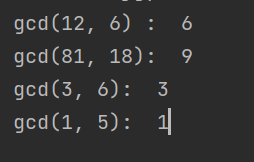 gcd(12, 6) :  6
gcd(81, 18):  9
gcd(3, 6):  3
gcd(1, 5):  1